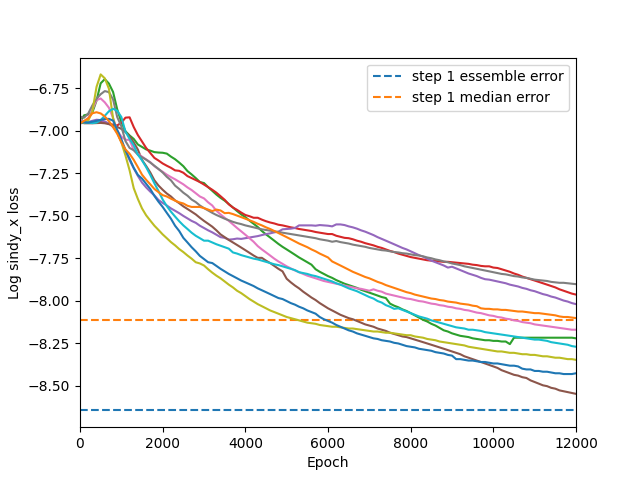 step 1 essemble error
step 1 median error
Log sindy_x loss
−6.75
−7.00
−7.25
−7.50
−7.75
−8.00
−8.25
−8.50
0 2000 4000 6000 8000 10000 12000
Epoch